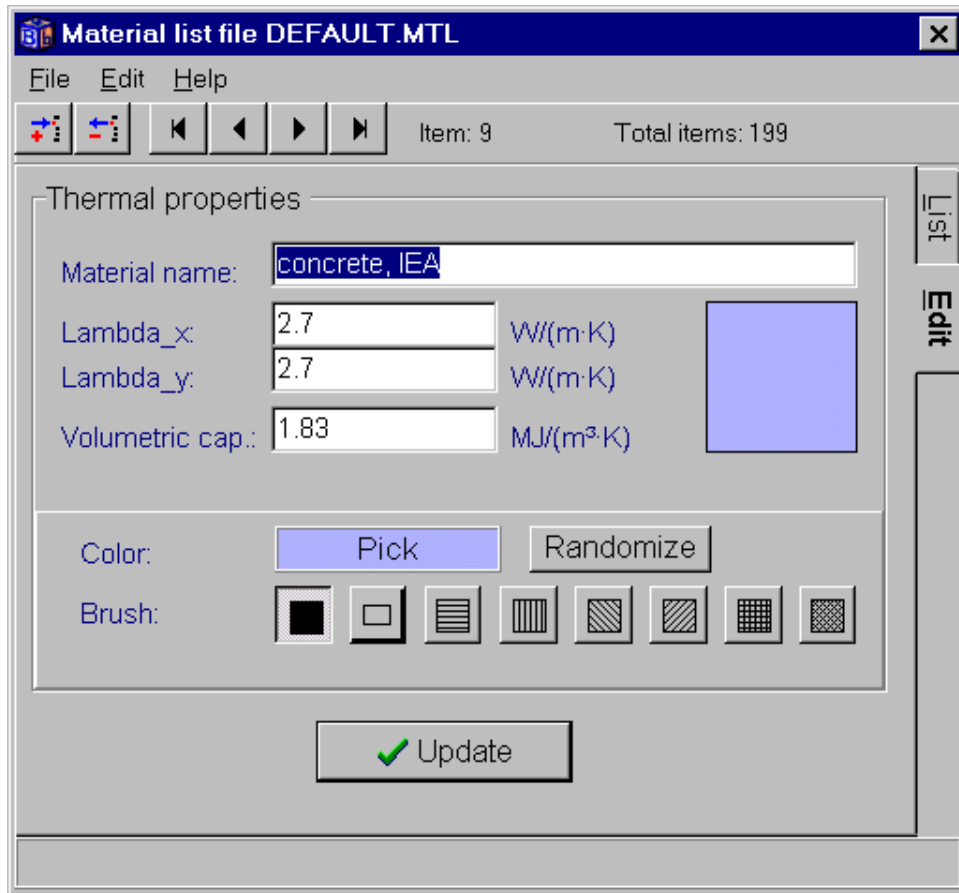 Material list file DEFAULT.MTL
File Edit Help
Item: 9 Total items: 199
List
Edit
Thermal properties
Material name: concrete, IEA
Lambda_x: 2.7 W/(m·K)
Lambda_y: 2.7 W/(m·K)
Volumetric cap.: 1.83 MJ/(m³·K)
Color: Pick Randomize
Brush:
Update